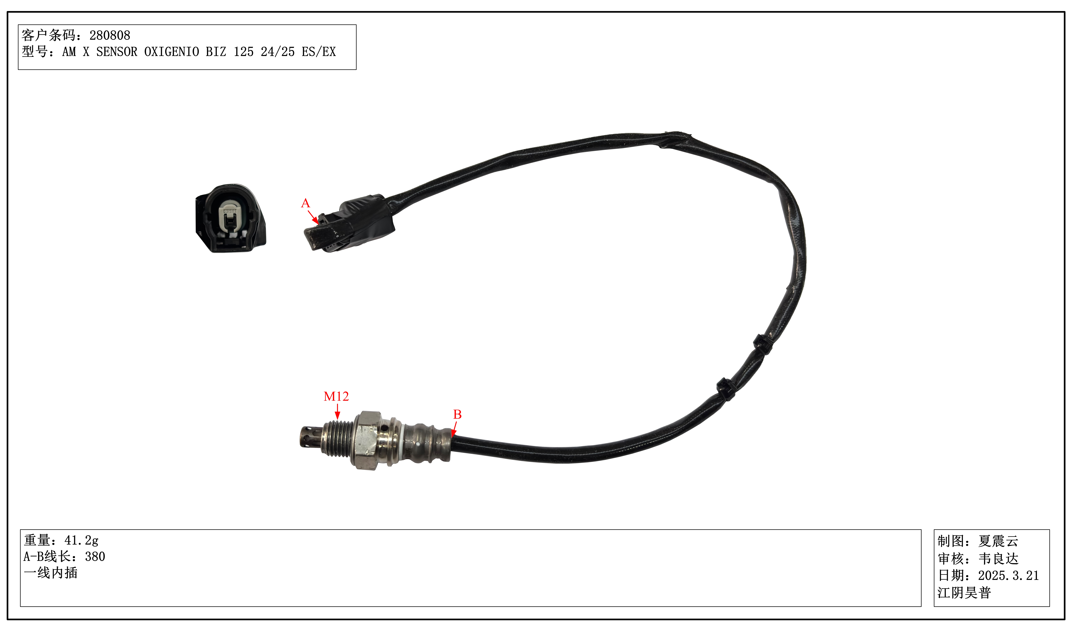 客户条码：280808
型号：AM X SENSOR OXIGENIO BIZ 125 24/25 ES/EX
A
M12
B
重量：41.2g
A-B线长：380
一线内插
制图：夏震云
审核：韦良达
日期：2025.3.21
江阴昊普